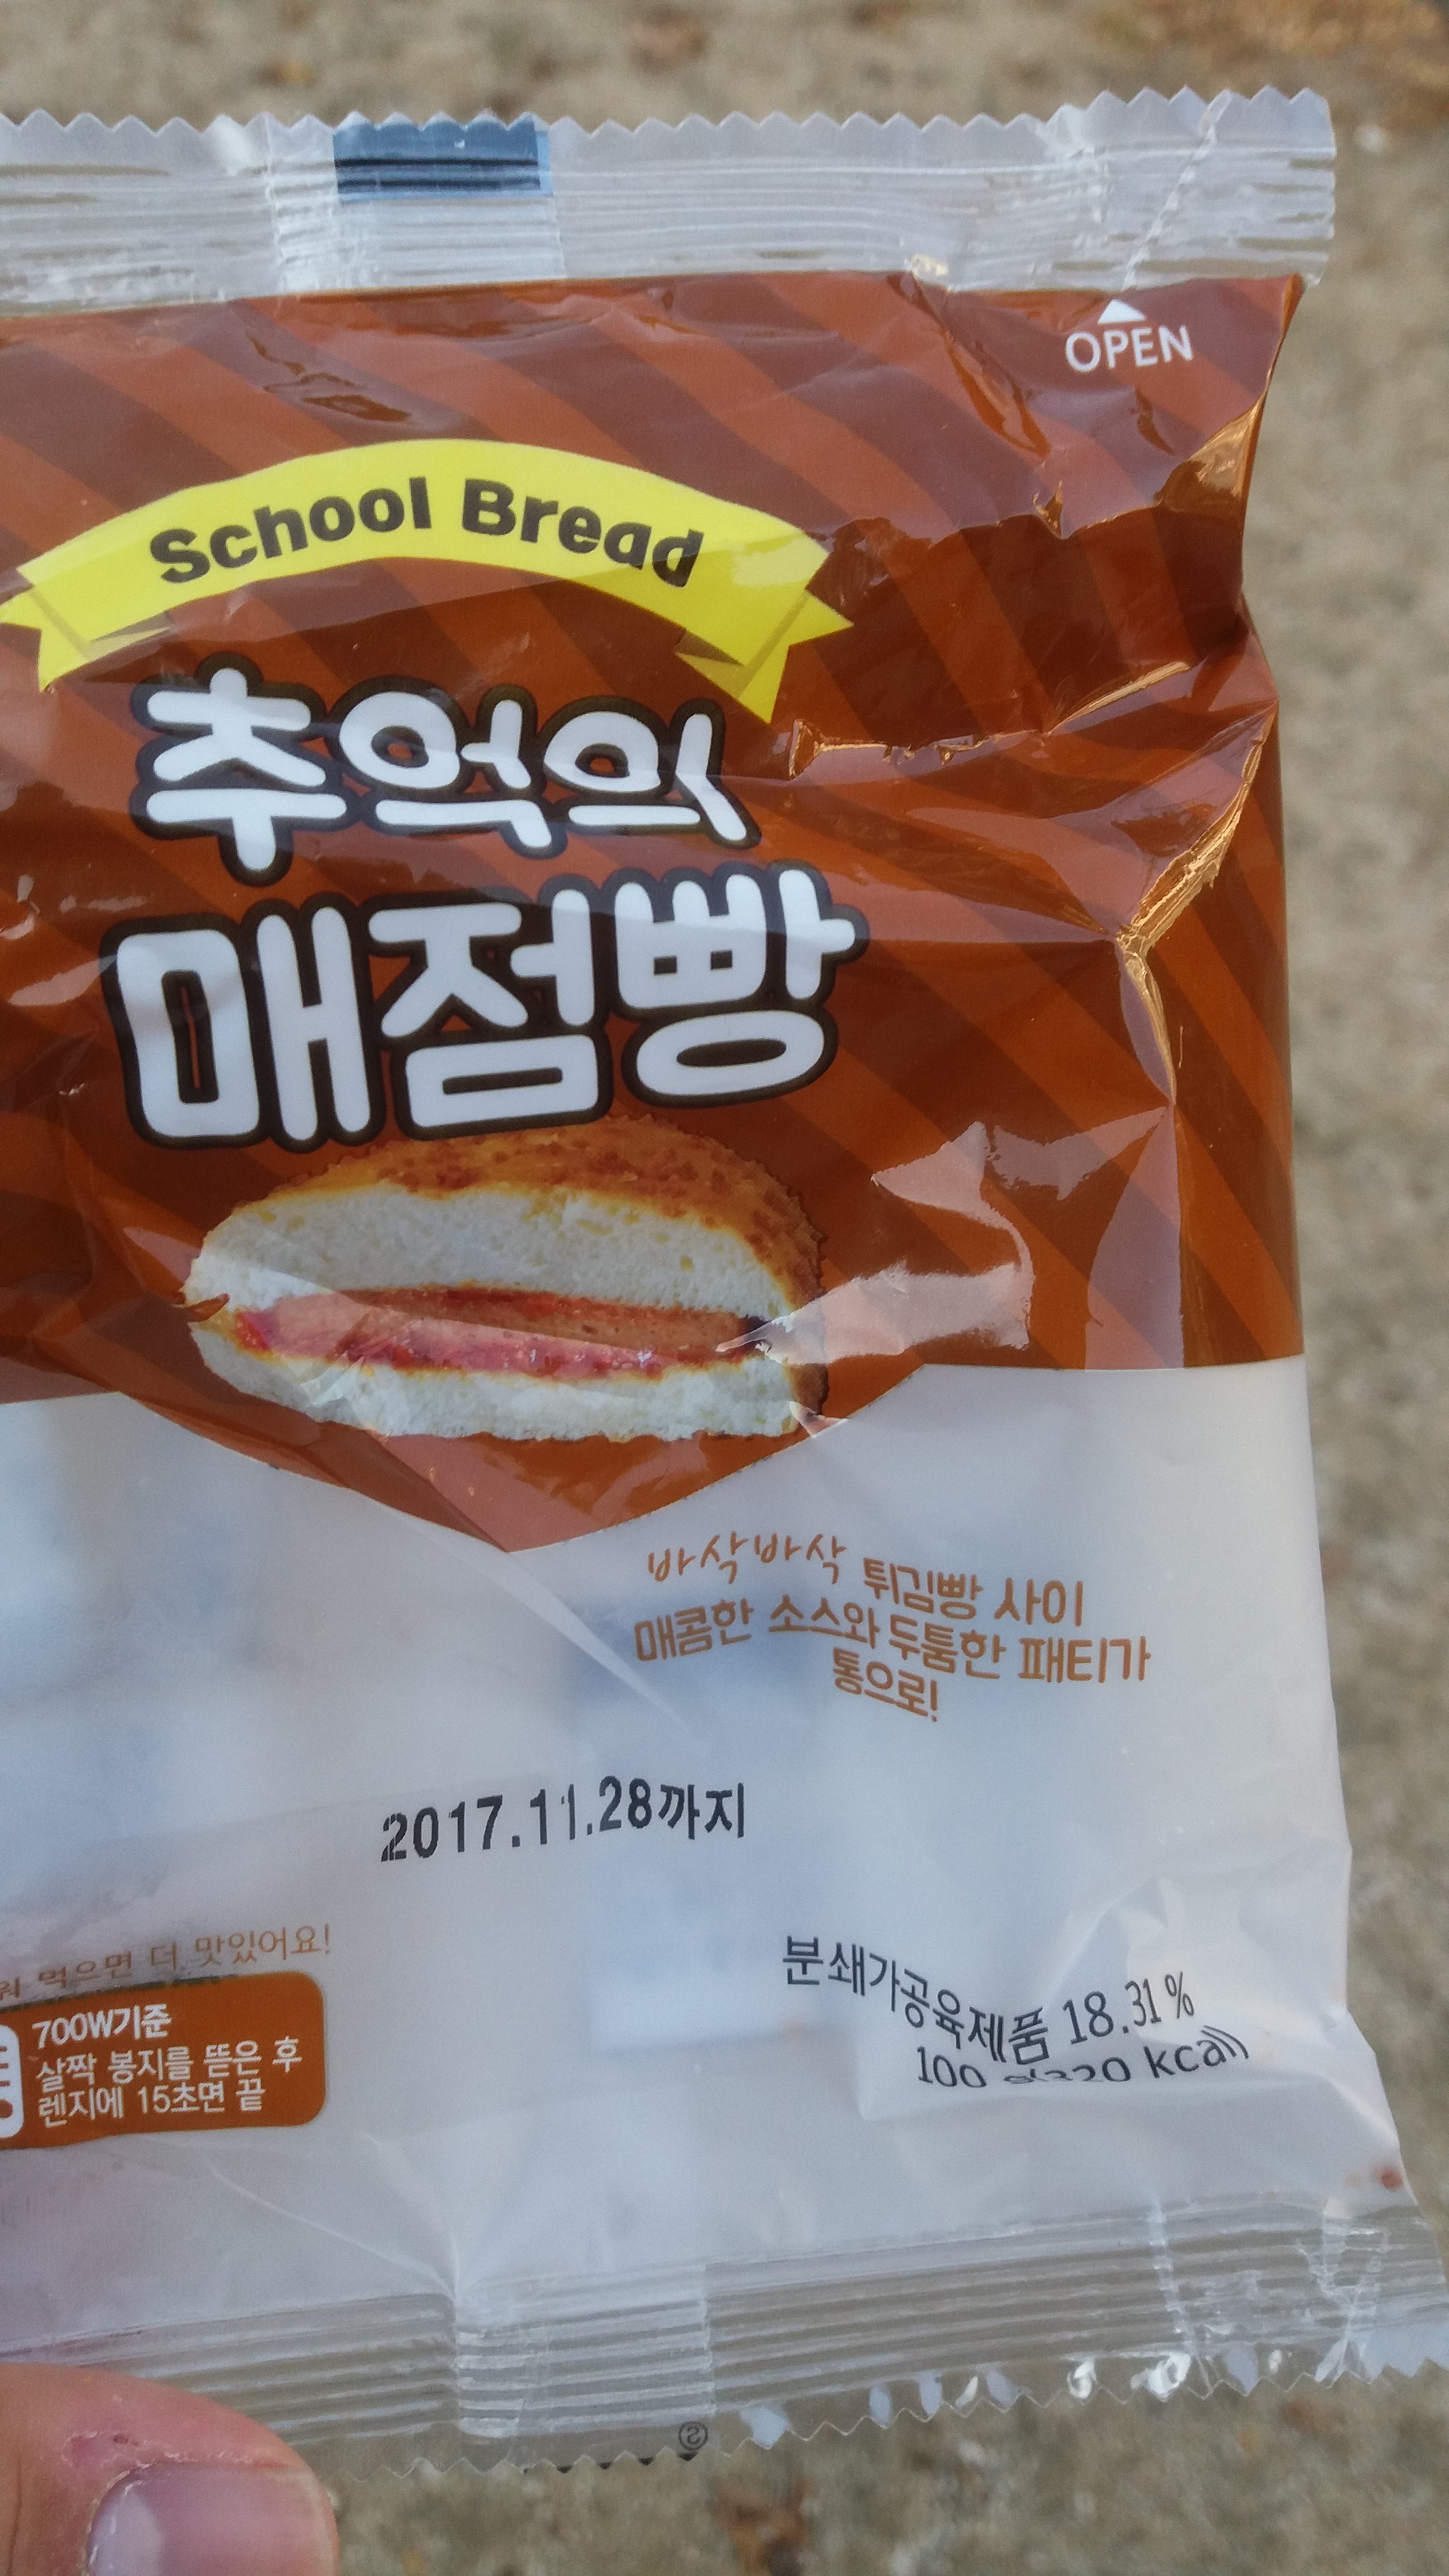 OPEN
School Bread
추억의
매점빵
바삭바삭 튀김빵 사이
매콤한 소스와 두툼한 패티가
통으로!
2017.11.28까지
먹으면 더 맛있어요!
700W기준
살짝 봉지를 뜯은 후
렌지에 15초면 끝
분쇄가공육제품 18.31%
100 g(320 kcal)